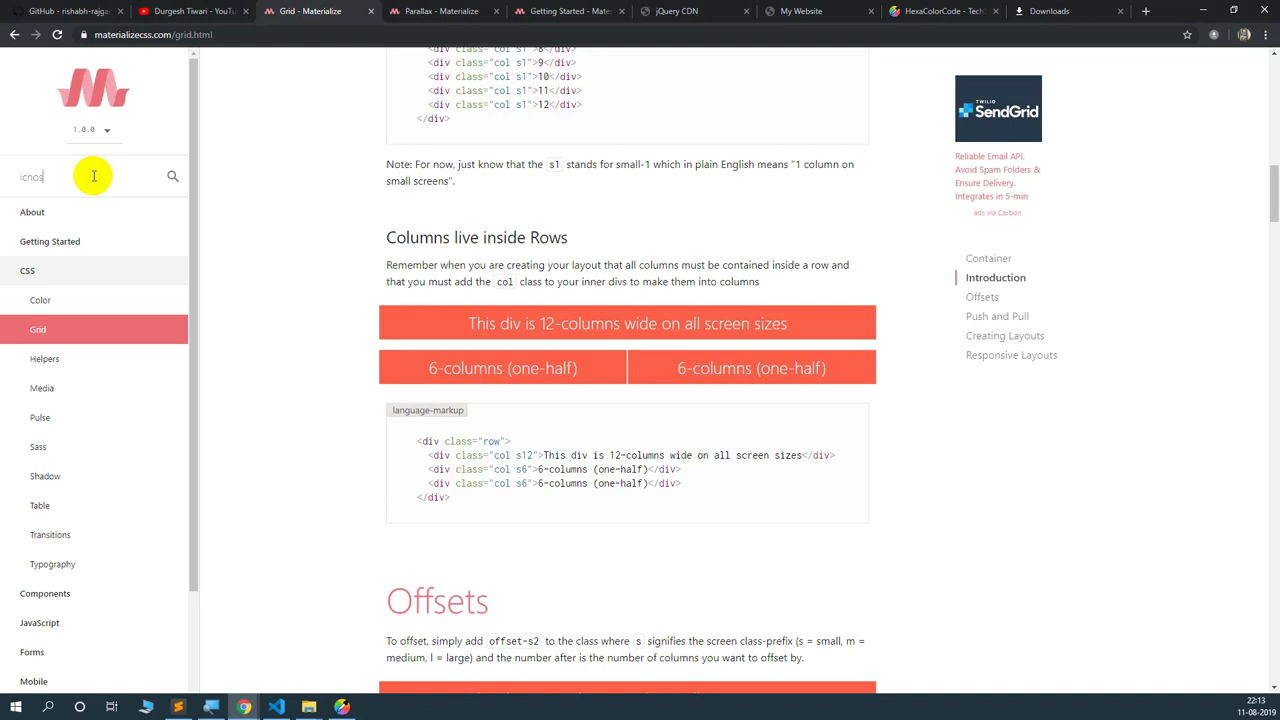 GitHub - rishabh-rajga
Durgesh Tiwari - YouTu
Grid - Materialize
Parallax - Materialize
Getting Started - Mate
jQuery CDN
My Website
HexColorCode - Tech
Downloads
materializecss.com/grid.html
1.0.0
icnos
About
Getting Started
CSS
Color
Grid
Helpers
Media
Pulse
Sass
Shadow
Table
Transitions
Typography
Components
JavaScript
Forms
Mobile
<div class="col s1">8</div>
<div class="col s1">9</div>
<div class="col s1">10</div>
<div class="col s1">11</div>
<div class="col s1">12</div>
</div>
Note: For now, just know that the s1 stands for small-1 which in plain English means "1 column on
small screens".
Columns live inside Rows
Remember when you are creating your layout that all columns must be contained inside a row and
that you must add the col class to your inner divs to make them into columns
This div is 12-columns wide on all screen sizes
6-columns (one-half) 6-columns (one-half)
language-markup
<div class="row">
<div class="col s12">This div is 12-columns wide on all screen sizes</div>
<div class="col s6">6-columns (one-half)</div>
<div class="col s6">6-columns (one-half)</div>
</div>
Offsets
To offset, simply add offset-s2 to the class where s signifies the screen class-prefix (s = small, m =
medium, l = large) and the number after is the number of columns you want to offset by.
TWILIO
SendGrid
Reliable Email API.
Avoid Spam Folders &
Ensure Delivery.
Integrates in 5-min
ads via Carbon
Container
Introduction
Offsets
Push and Pull
Creating Layouts
Responsive Layouts
22:13
11-08-2019